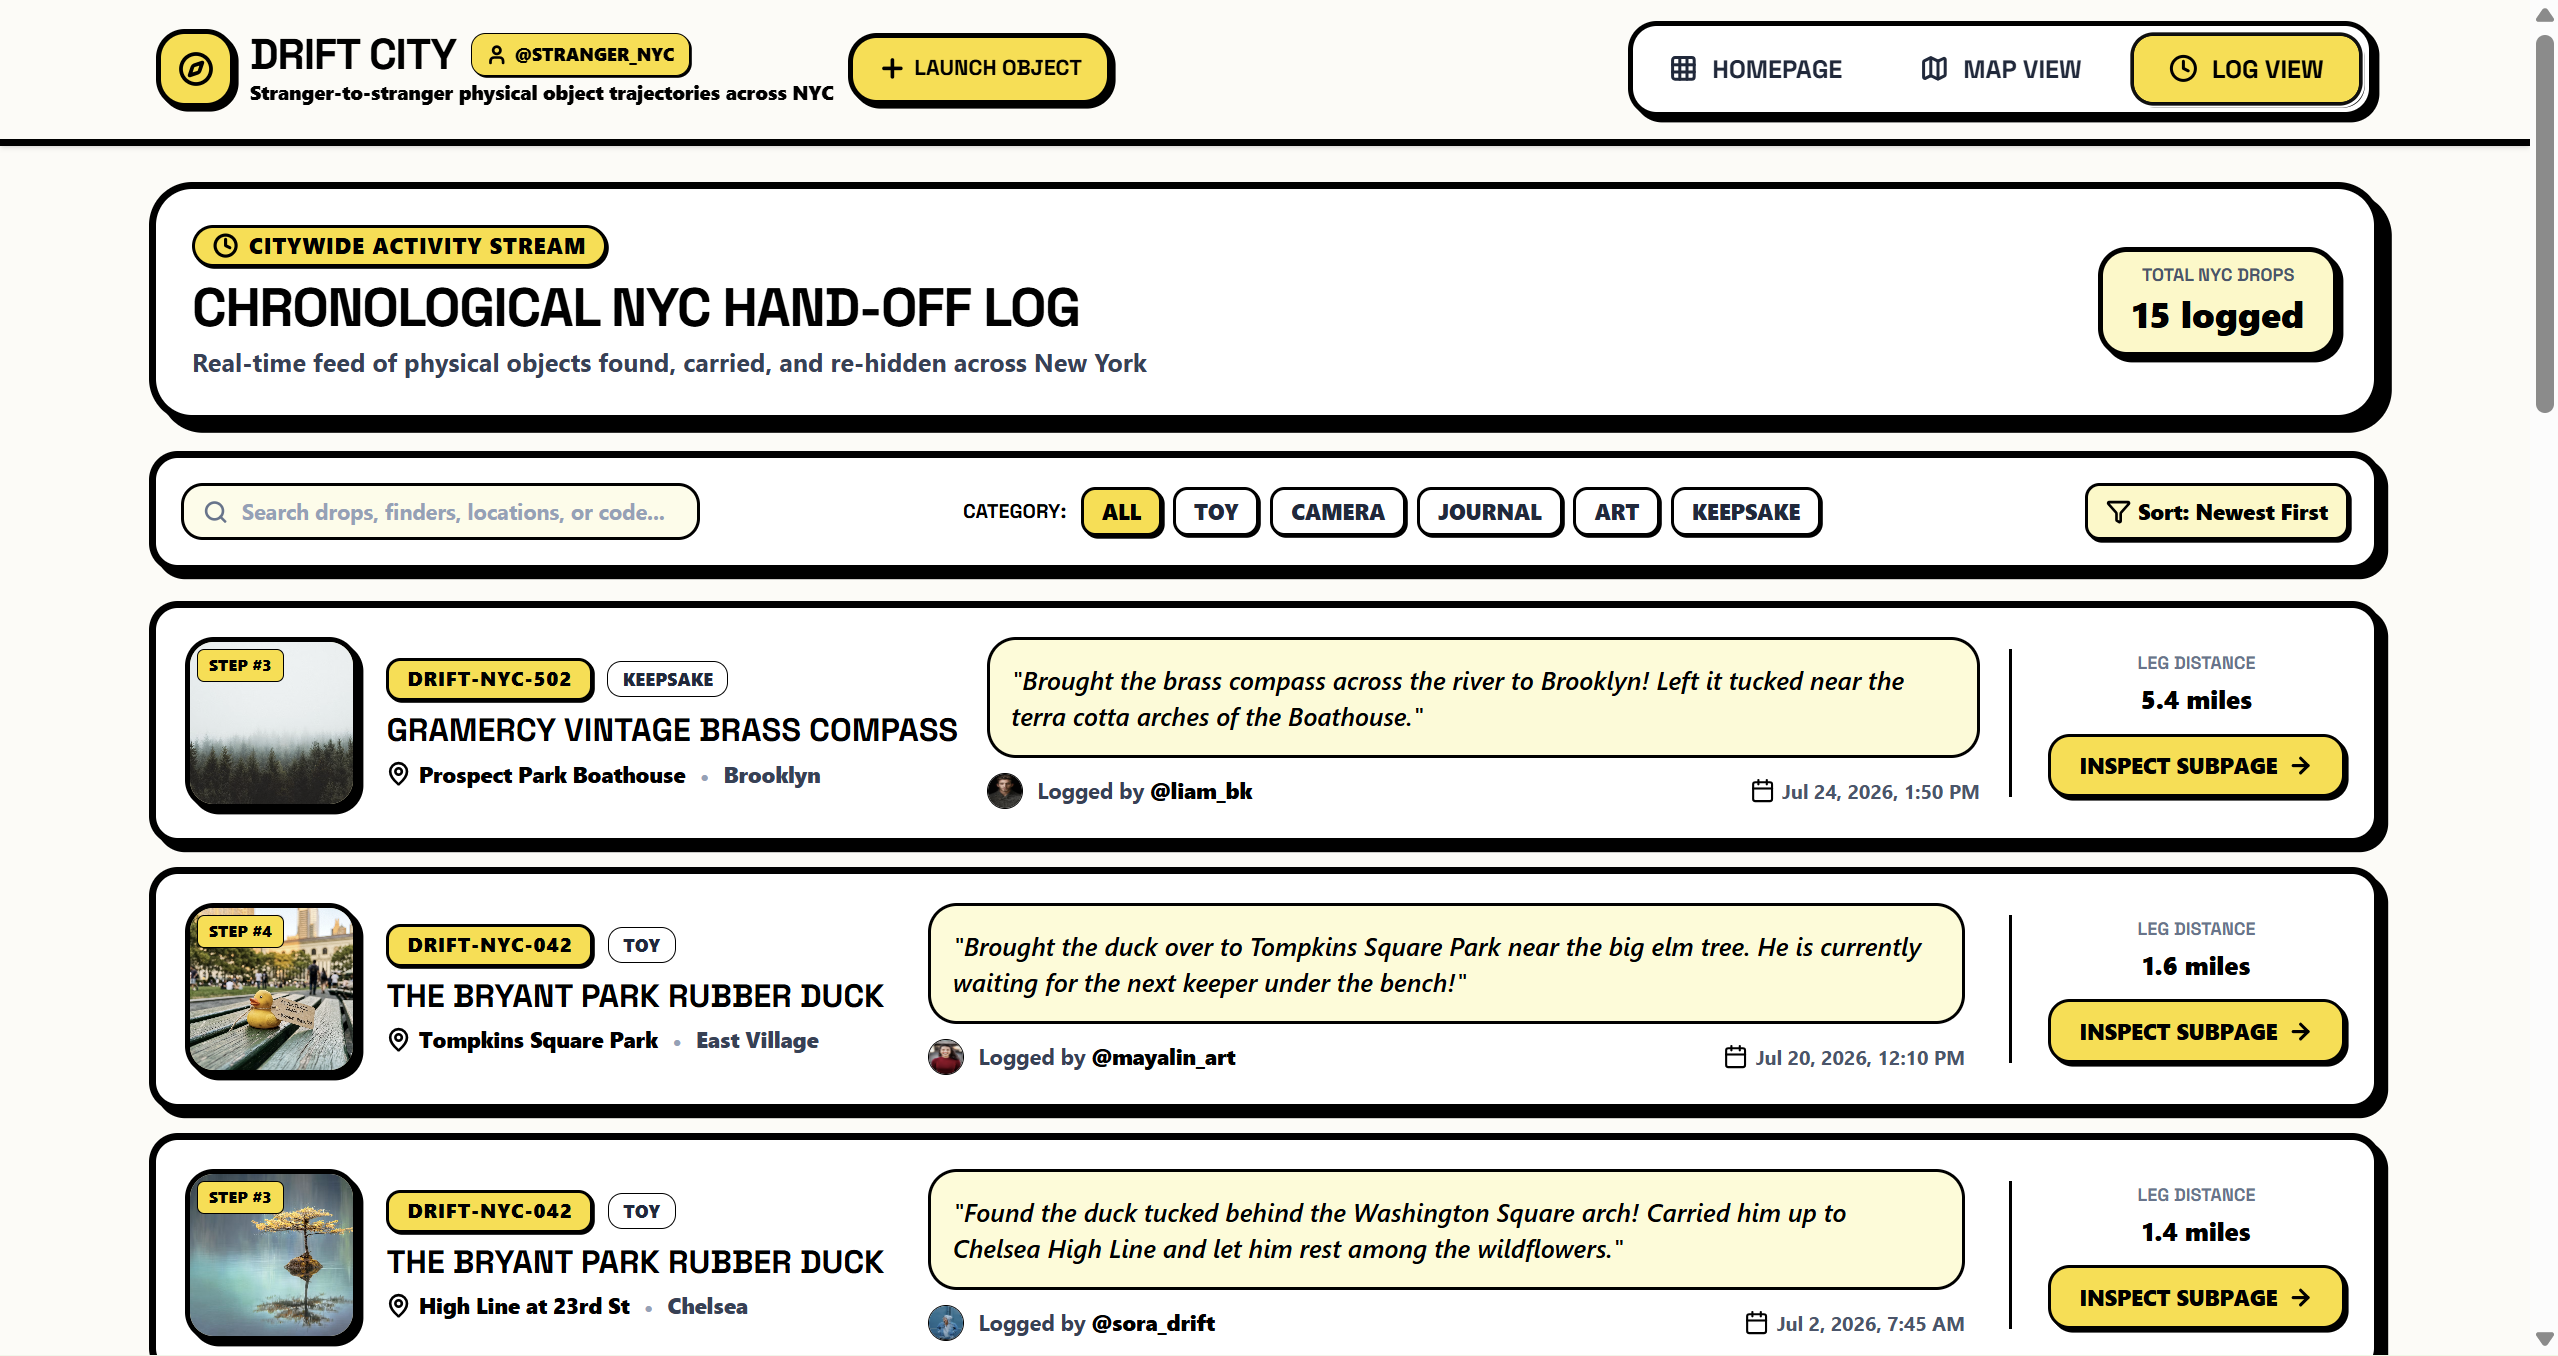 DRIFT CITY
@STRANGER_NYC
Stranger-to-stranger physical object trajectories across NYC
LAUNCH OBJECT
HOMEPAGE
MAP VIEW
LOG VIEW
CITYWIDE ACTIVITY STREAM
CHRONOLOGICAL NYC HAND-OFF LOG
Real-time feed of physical objects found, carried, and re-hidden across New York
TOTAL NYC DROPS
15 logged
Search drops, finders, locations, or code...
CATEGORY:
ALL
TOY
CAMERA
JOURNAL
ART
KEEPSAKE
Sort: Newest First
STEP #3
DRIFT-NYC-502
KEEPSAKE
GRAMERCY VINTAGE BRASS COMPASS
Prospect Park Boathouse • Brooklyn
"Brought the brass compass across the river to Brooklyn! Left it tucked near the
terra cotta arches of the Boathouse."
Logged by @liam_bk
Jul 24, 2026, 1:50 PM
LEG DISTANCE
5.4 miles
INSPECT SUBPAGE
STEP #4
DRIFT-NYC-042
TOY
THE BRYANT PARK RUBBER DUCK
Tompkins Square Park • East Village
"Brought the duck over to Tompkins Square Park near the big elm tree. He is currently
waiting for the next keeper under the bench!"
Logged by @mayalin_art
Jul 20, 2026, 12:10 PM
LEG DISTANCE
1.6 miles
INSPECT SUBPAGE
STEP #3
DRIFT-NYC-042
TOY
THE BRYANT PARK RUBBER DUCK
High Line at 23rd St • Chelsea
"Found the duck tucked behind the Washington Square arch! Carried him up to
Chelsea High Line and let him rest among the wildflowers."
Logged by @sora_drift
Jul 2, 2026, 7:45 AM
LEG DISTANCE
1.4 miles
INSPECT SUBPAGE